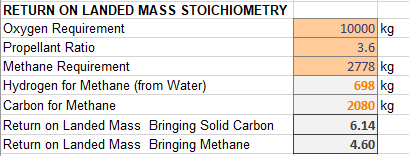 RETURN ON LANDED MASS STOICHIOMETRY
Oxygen Requirement 10000 kg
Propellant Ratio 3.6
Methane Requirement 2778 kg
Hydrogen for Methane (from Water) 698 kg
Carbon for Methane 2080 kg
Return on Landed Mass Bringing Solid Carbon 6.14
Return on Landed Mass Bringing Methane 4.60